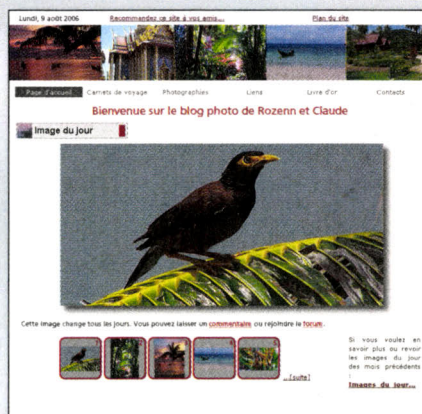 Lundi, 9 août 2006 Recommandez ce site à vos amis... Plan du site
Page d'accueil Carnets de voyage Photographies Liens Livre d'or Contacts
Bienvenue sur le blog photo de Rozenn et Claude
Image du jour
Cette image change tous les jours. Vous pouvez laisser un commentaire ou rejoindre le forum.
Si vous voulez en
savoir plus ou revoir
les images du jour
des mois précédents
:
Images du jour...
...(suite)